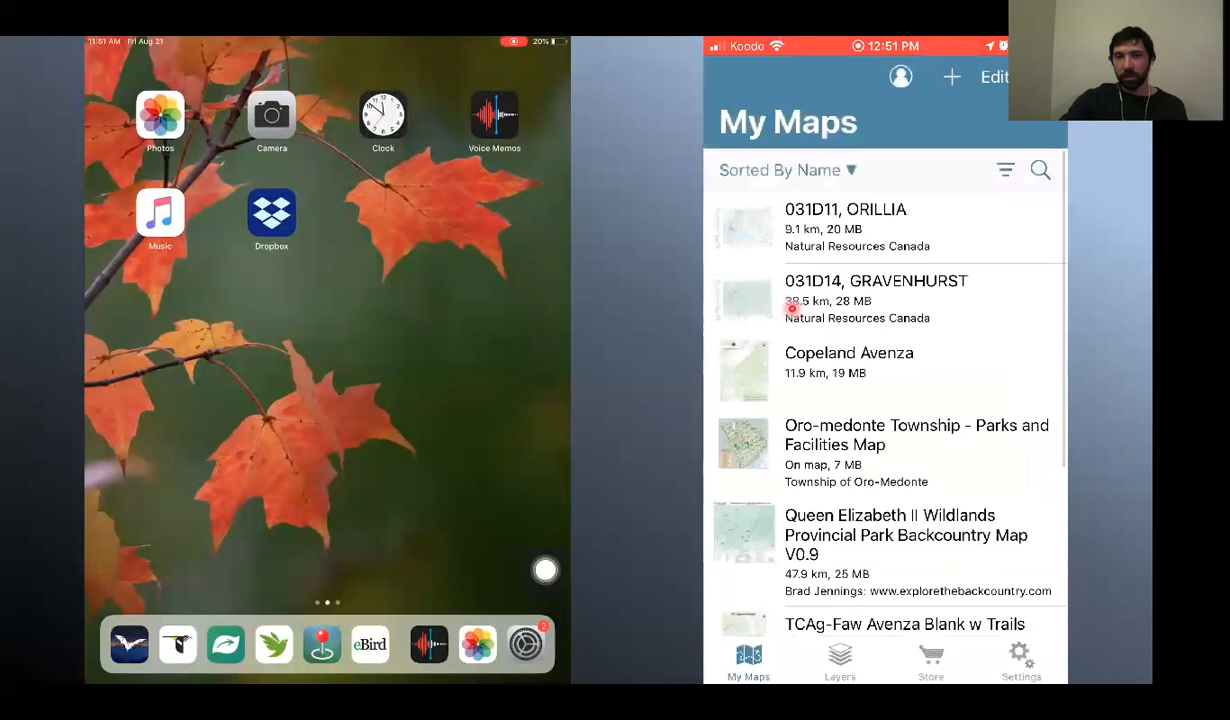 11:51 AM Fri Aug 21
20%
Photos
Camera
Clock
Voice Memos
Music
Dropbox
eBird
2
Koodo
12:51 PM
Edit
My Maps
Sorted By Name ▼
031D11, ORILLIA
9.1 km, 20 MB
Natural Resources Canada
031D14, GRAVENHURST
38.5 km, 28 MB
Natural Resources Canada
Copeland Avenza
11.9 km, 19 MB
Oro-medonte Township - Parks and
Facilities Map
On map, 7 MB
Township of Oro-Medonte
Queen Elizabeth II Wildlands
Provincial Park Backcountry Map
V0.9
47.9 km, 25 MB
Brad Jennings: www.explorethebackcountry.com
TCAg-Faw Avenza Blank w Trails
My Maps
Layers
Store
Settings